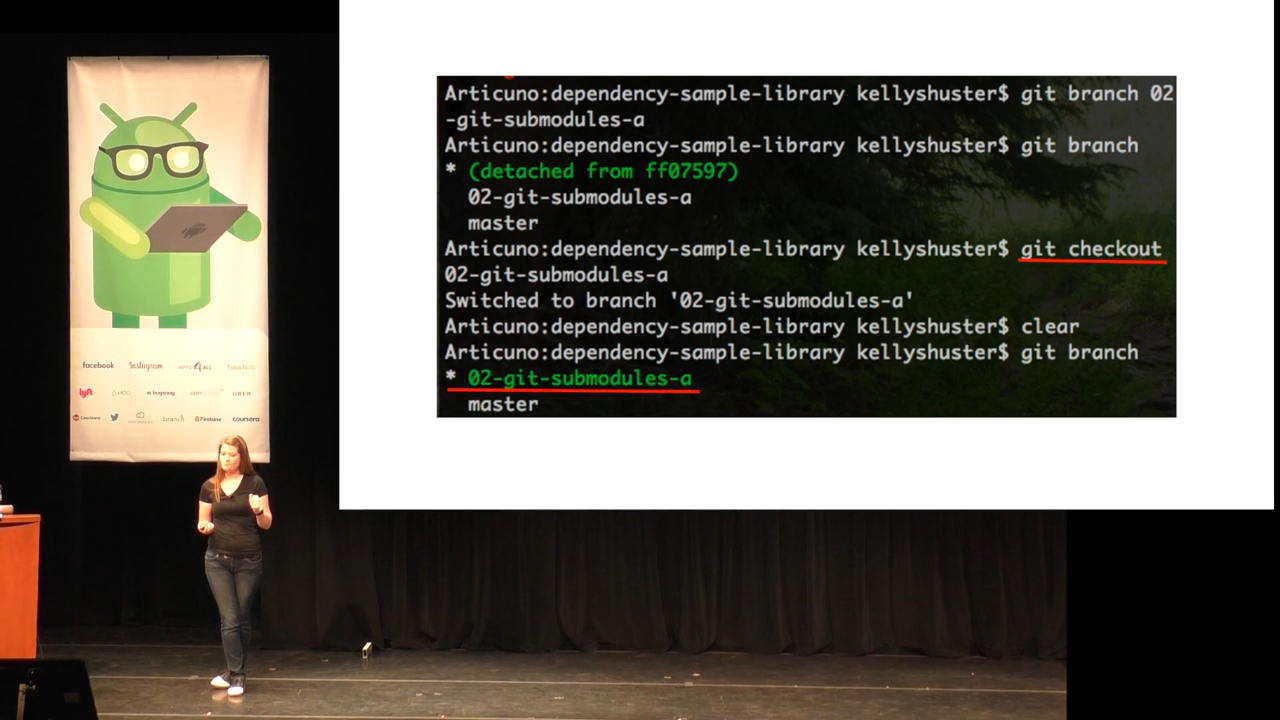 Articuno:dependency-sample-library kellyshuster$ git branch 02
-git-submodules-a
Articuno:dependency-sample-library kellyshuster$ git branch
* (detached from ff07597)
02-git-submodules-a
master
Articuno:dependency-sample-library kellyshuster$ git checkout
02-git-submodules-a
Switched to branch '02-git-submodules-a'
Articuno:dependency-sample-library kellyshuster$ clear
Articuno:dependency-sample-library kellyshuster$ git branch
* 02-git-submodules-a
master
facebook Instagram APPS4ALL
lyft bugsnag UBER
branch Firebase coursera